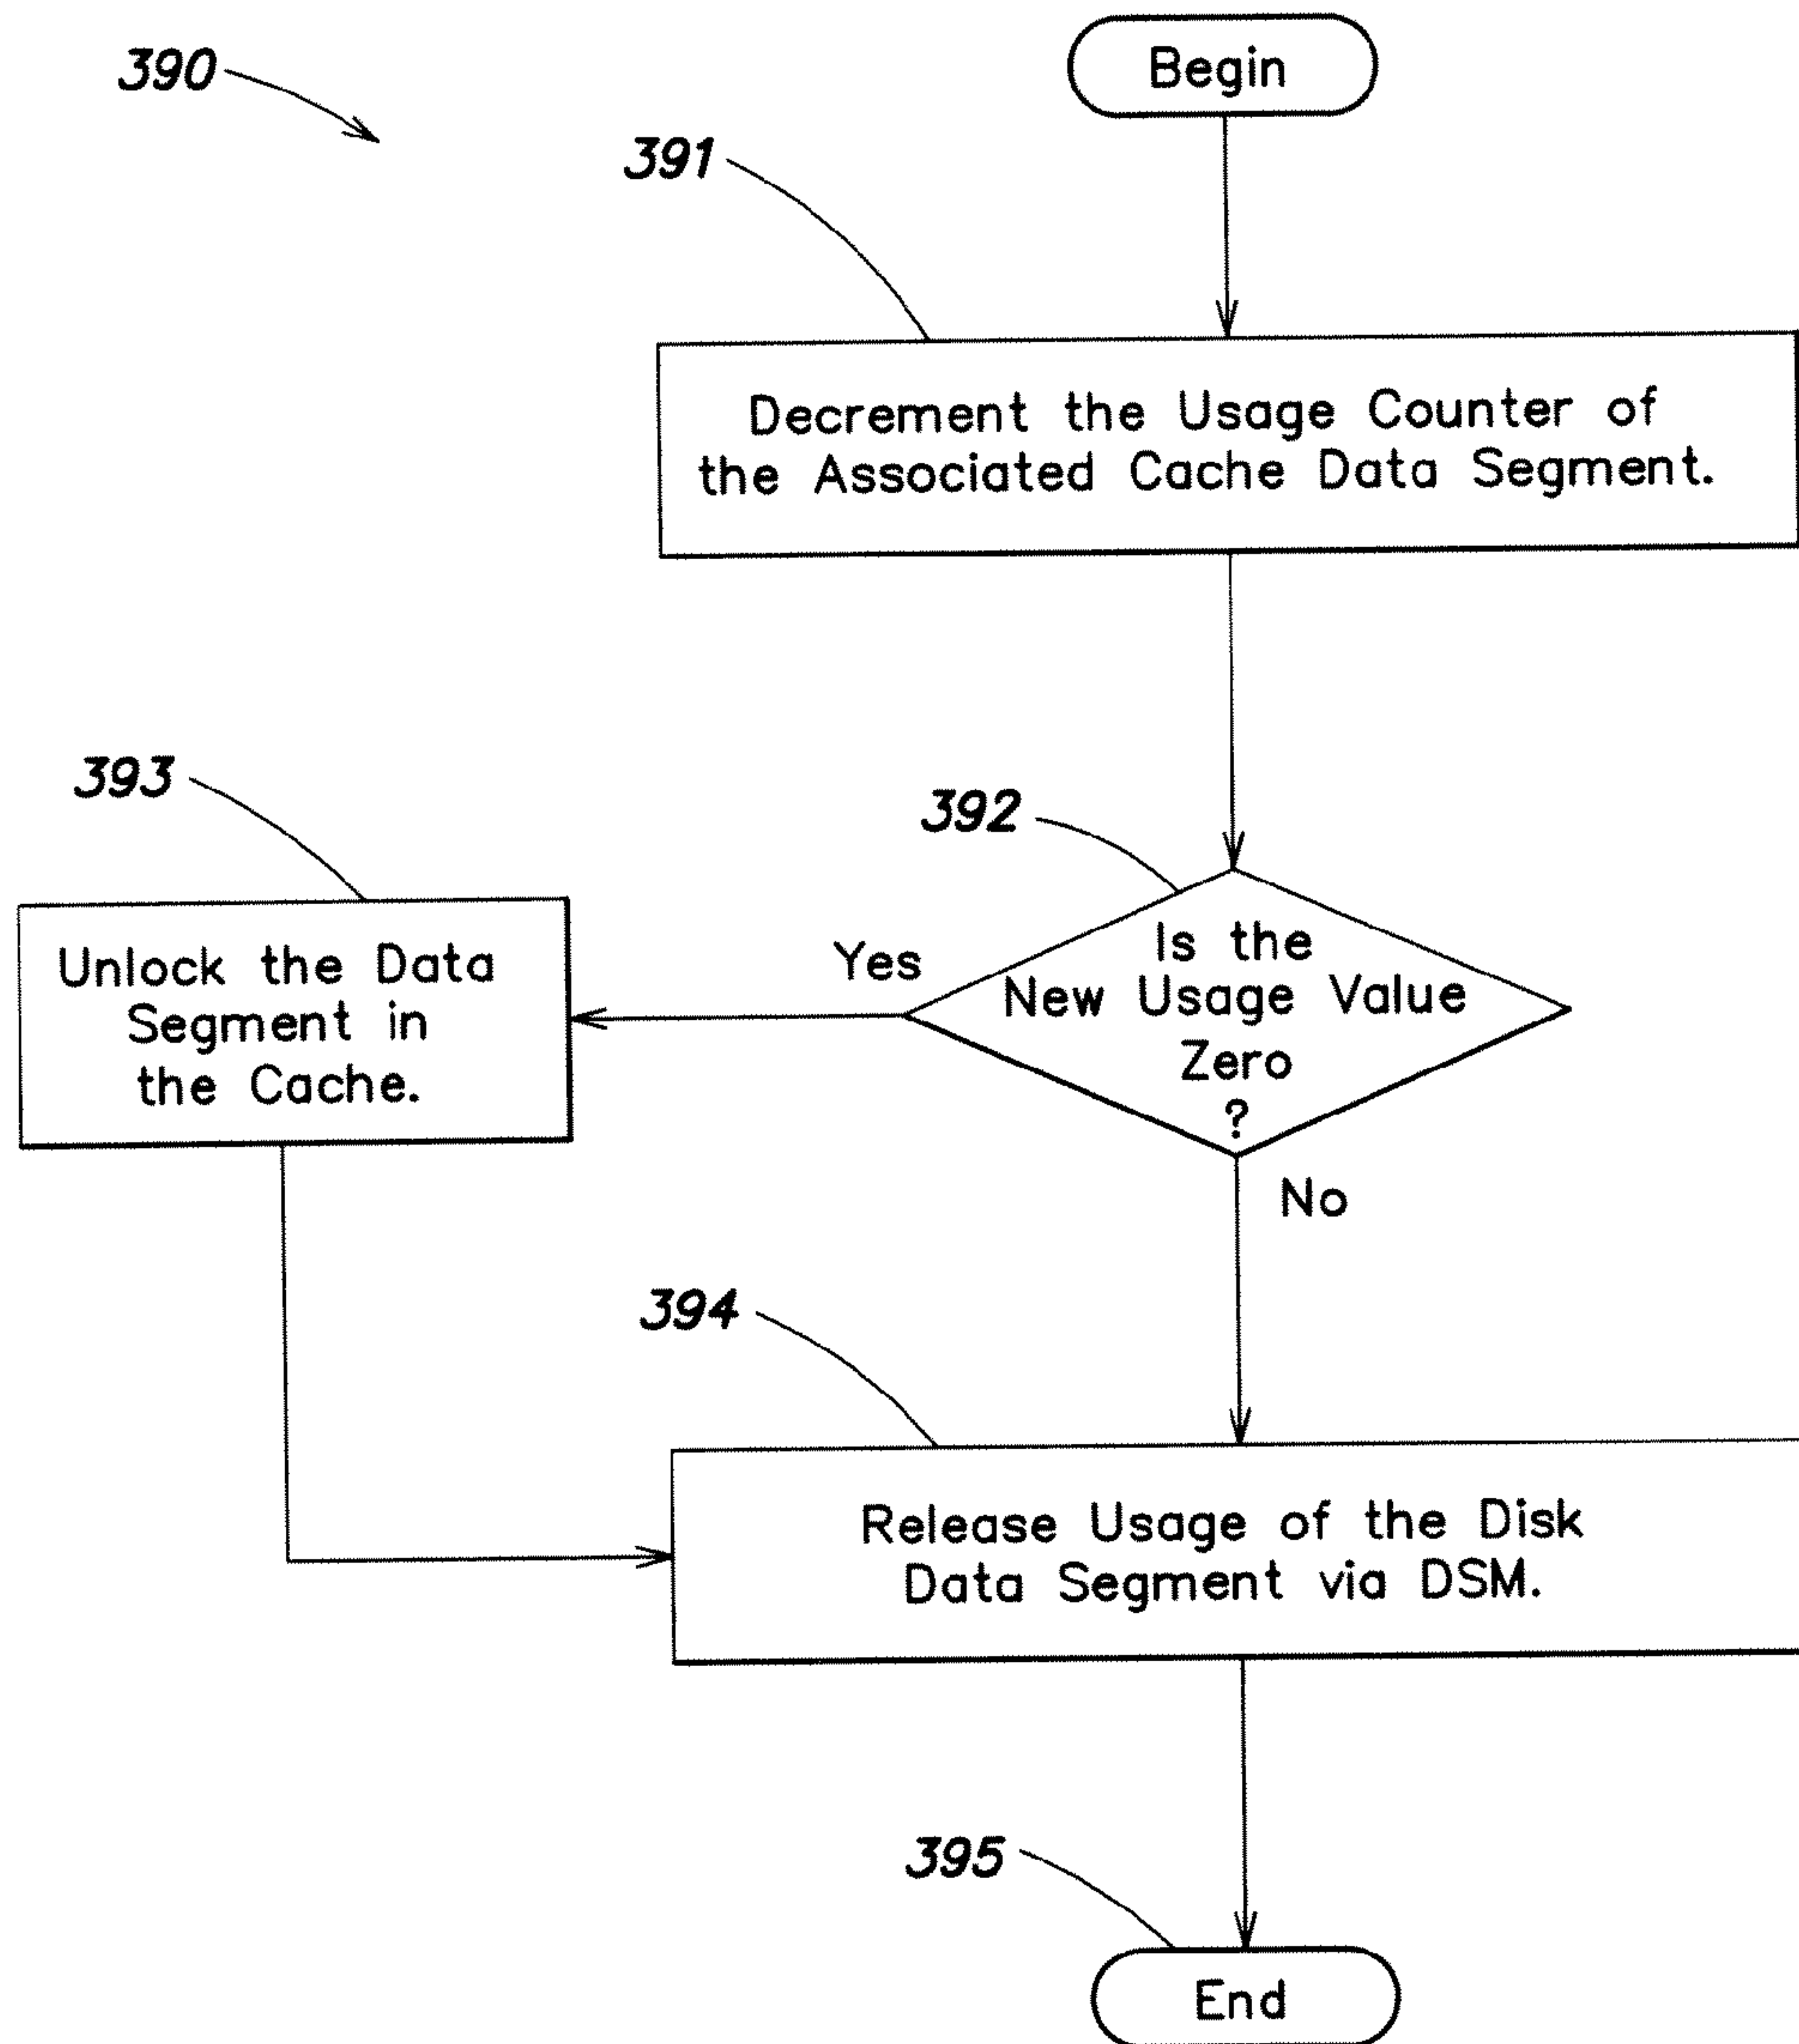 390
Begin
391
Decrement the Usage Counter of
the Associated Cache Data Segment.
393
392
Unlock the Data
Segment in
the Cache.
Yes
Is the
New Usage Value
Zero
?
No
394
Release Usage of the Disk
Data Segment via DSM.
395
End